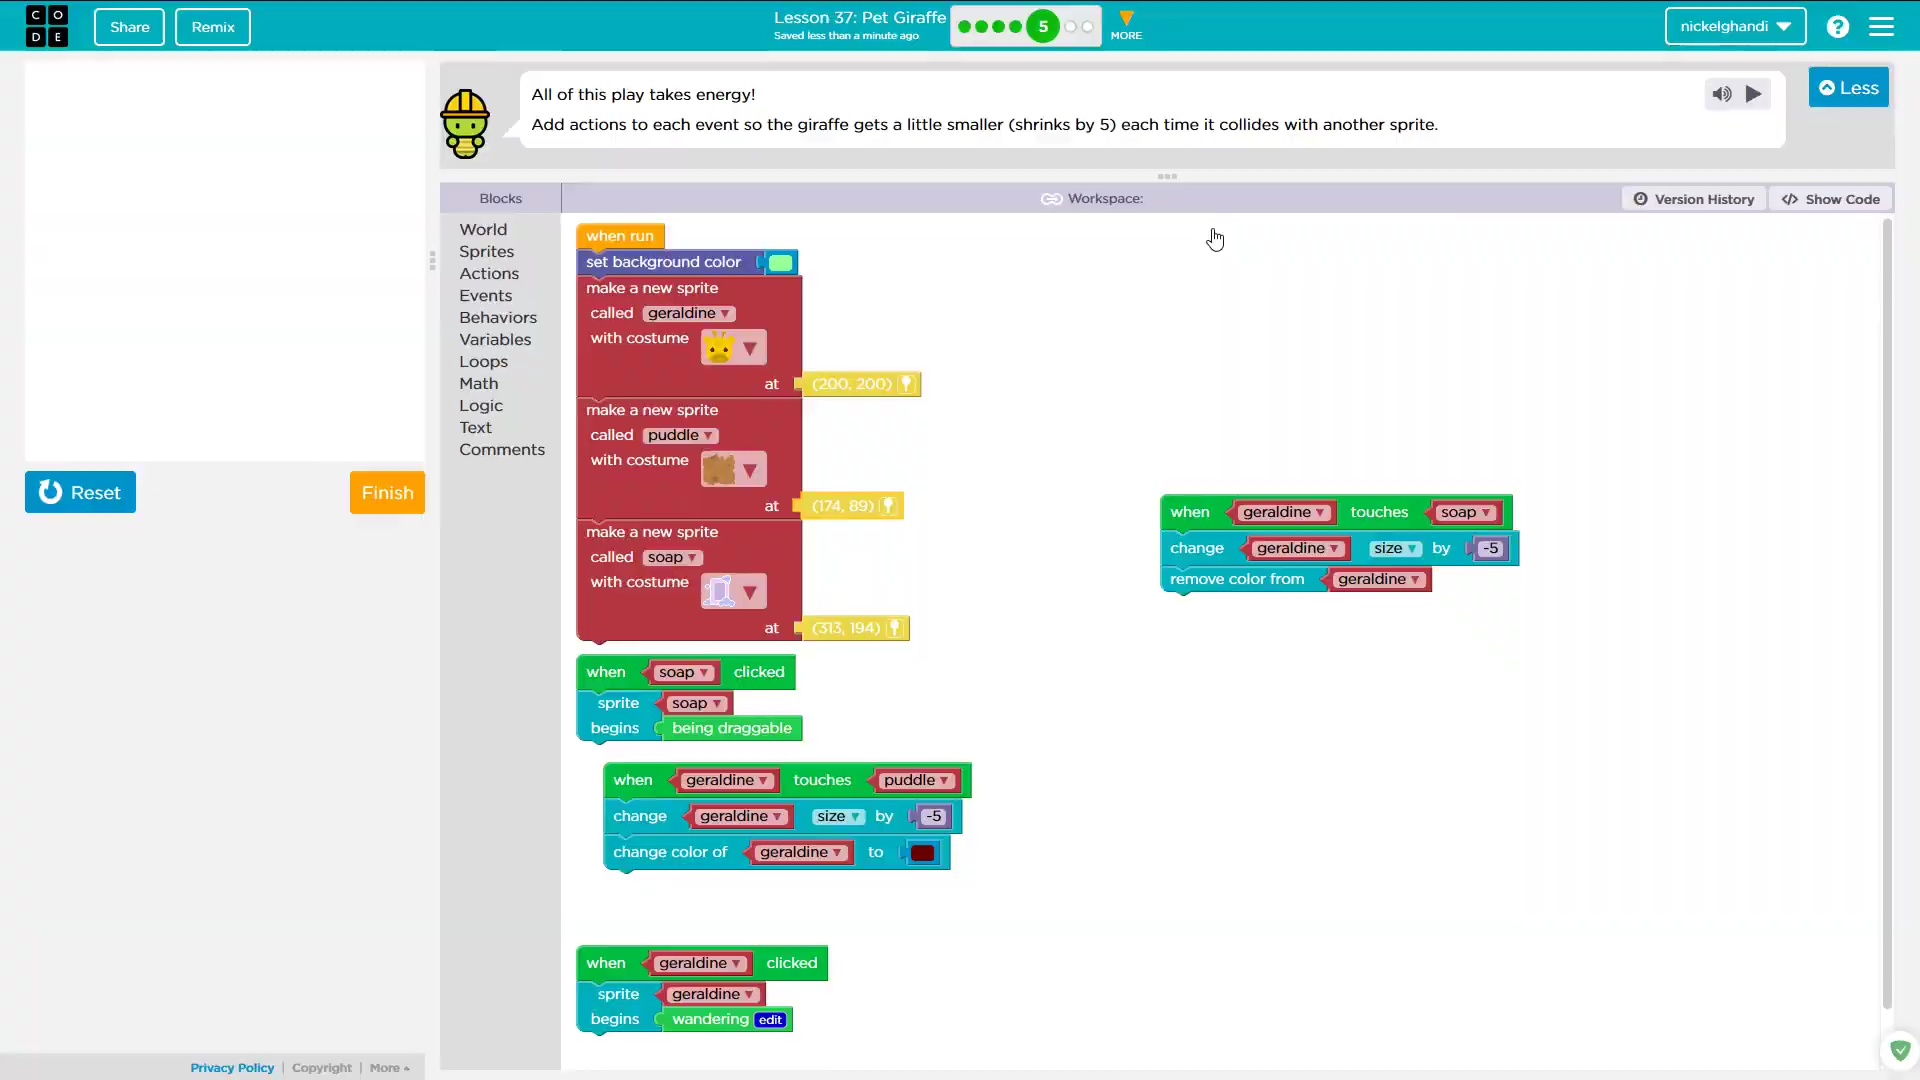 C O
D E
Share
Remix
Lesson 37: Pet Giraffe
Saved less than a minute ago
5
MORE
nickelghandi
?
All of this play takes energy!
Add actions to each event so the giraffe gets a little smaller (shrinks by 5) each time it collides with another sprite.
Less
Blocks
Workspace:
Version History
</> Show Code
World
Sprites
Actions
Events
Behaviors
Variables
Loops
Math
Logic
Text
Comments
Reset
Finish
when run
set background color
make a new sprite
called geraldine
with costume
at (200, 200)
make a new sprite
called puddle
with costume
at (174, 89)
make a new sprite
called soap
with costume
at (313, 194)
when soap clicked
sprite soap
begins being draggable
when geraldine touches puddle
change geraldine size by -5
change color of geraldine to
when geraldine clicked
sprite geraldine
begins wandering edit
when geraldine touches soap
change geraldine size by -5
remove color from geraldine
Privacy Policy | Copyright | More